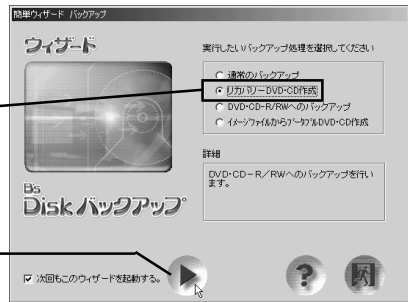 簡単ウィザード バックアップ
ウィザード
実行したいバックアップ処理を選択してください
通常のバックアップ
リカバリーDVD・CD作成
DVD・CD-R/RWへのバックアップ
イメージファイルからブータブルDVD・CD作成
詳細
DVD・CD-R/RWへのバックアップを行います。
Bs
Diskバックアップ
次回もこのウィザードを起動する。
?